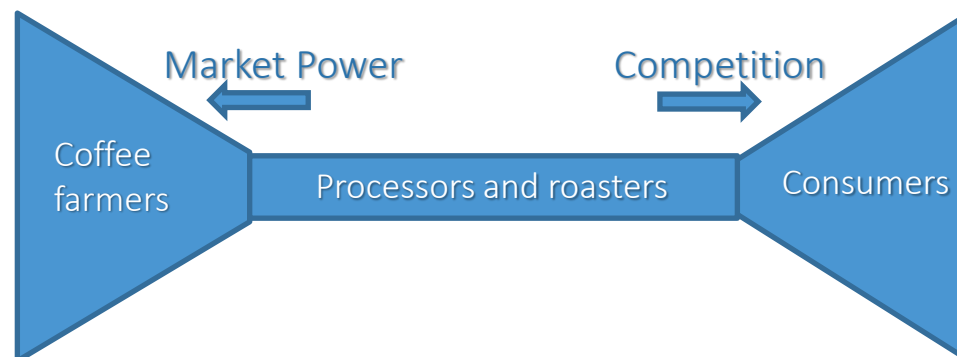 Market Power
Competition
Coffee
farmers
Processors and roasters
Consumers